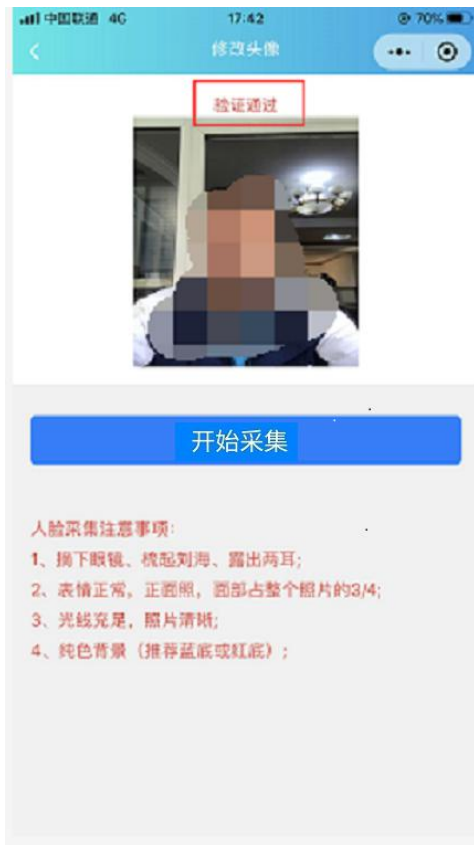 中国联通 4G 17:42 70%
修改头像
验证通过
开始采集
人脸采集注意事项:
1、摘下眼镜、梳起刘海、露出两耳;
2、表情正常，正面照，面部占整个照片的3/4;
3、光线充足，照片清晰;
4、纯色背景（推荐蓝底或红底）;